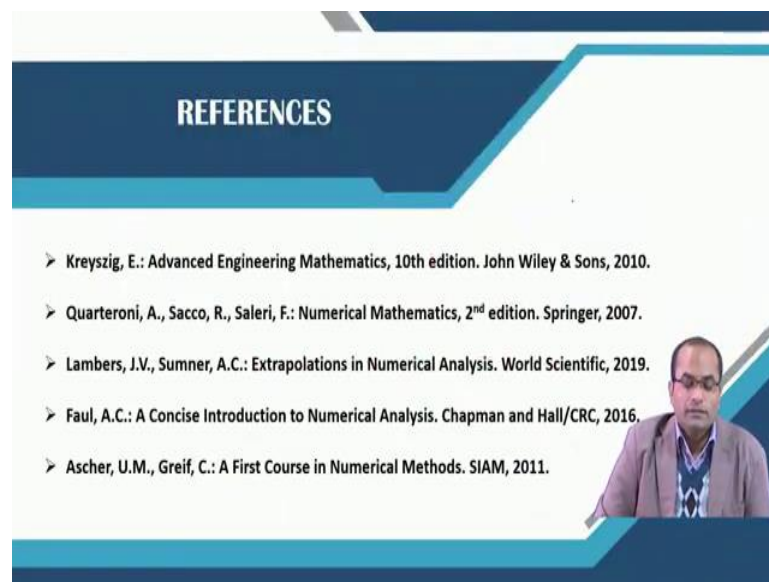 REFERENCES
➢ Kreyszig, E.: Advanced Engineering Mathematics, 10th edition. John Wiley & Sons, 2010.
➢ Quarteroni, A., Sacco, R., Saleri, F.: Numerical Mathematics, 2nd edition. Springer, 2007.
➢ Lambers, J.V., Sumner, A.C.: Extrapolations in Numerical Analysis. World Scientific, 2019.
➢ Faul, A.C.: A Concise Introduction to Numerical Analysis. Chapman and Hall/CRC, 2016.
➢ Ascher, U.M., Greif, C.: A First Course in Numerical Methods. SIAM, 2011.